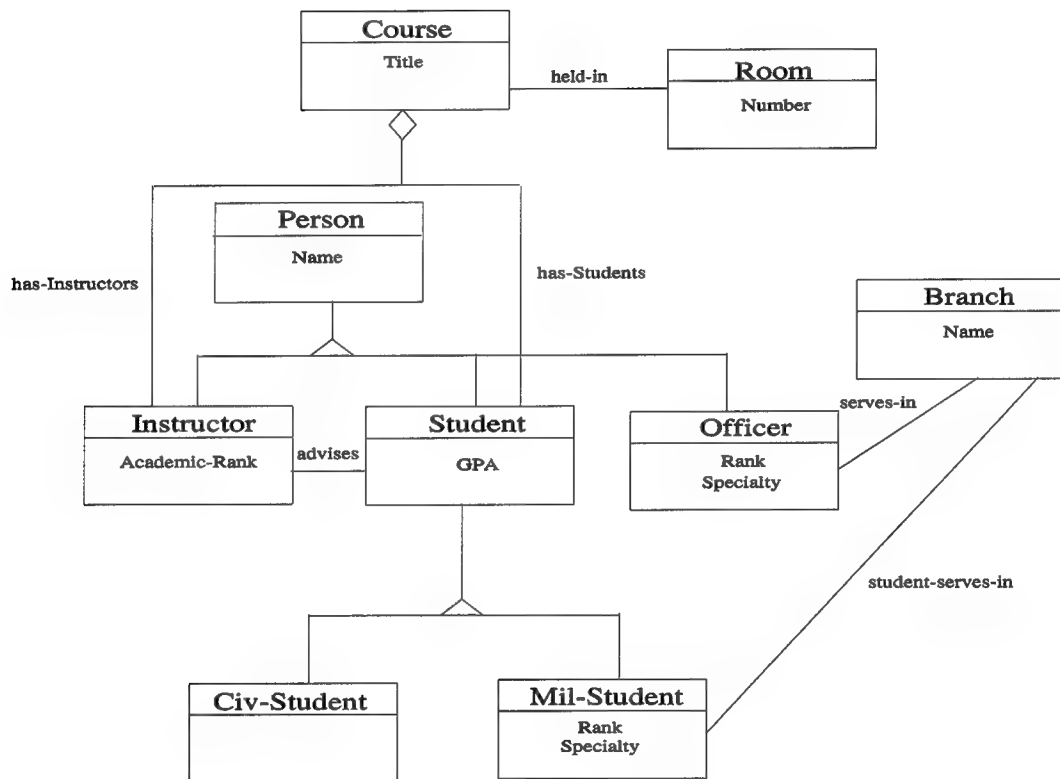 Course
Title
held-in
Room
Number
Person
Name
has-Instructors
has-Students
Branch
Name
Instructor
Academic-Rank
advises
Student
GPA
Officer
Rank
Specialty
serves-in
student-serves-in
Civ-Student
Mil-Student
Rank
Specialty